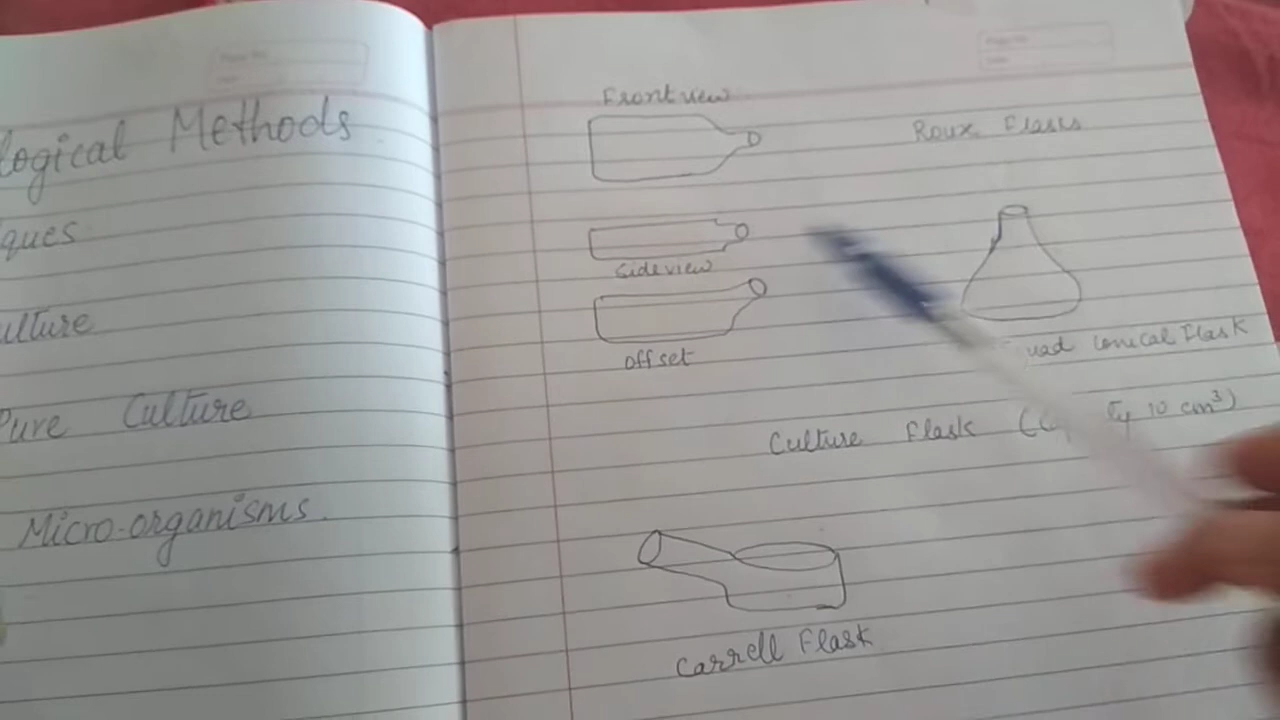 logical Methods
iques
ulture
Pure Culture
Micro-organisms.
Front view
Roux Flasks
Side view
offset
Conical Flask
Culture Flask ( 10 cm³)
Carrell Flask